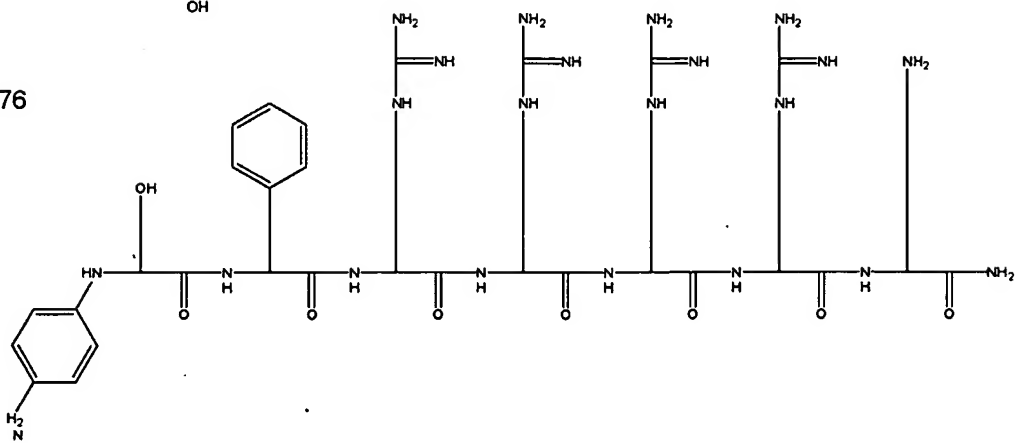 OH
NH2 NH2 NH2 NH2
NH NH NH NH NH2
76
NH NH NH NH
OH
HN N H N H N H N H N H N H NH2
O O O O O O O
H2
N